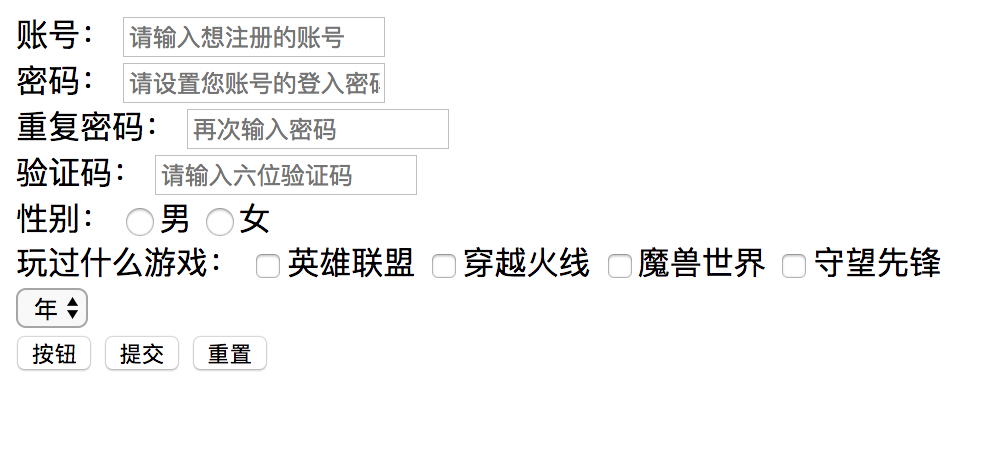 账号： 请输入想注册的账号
密码： 请设置您账号的登入密码
重复密码： 再次输入密码
验证码： 请输入六位验证码
性别： 男 女
玩过什么游戏： 英雄联盟 穿越火线 魔兽世界 守望先锋
年
按钮 提交 重置